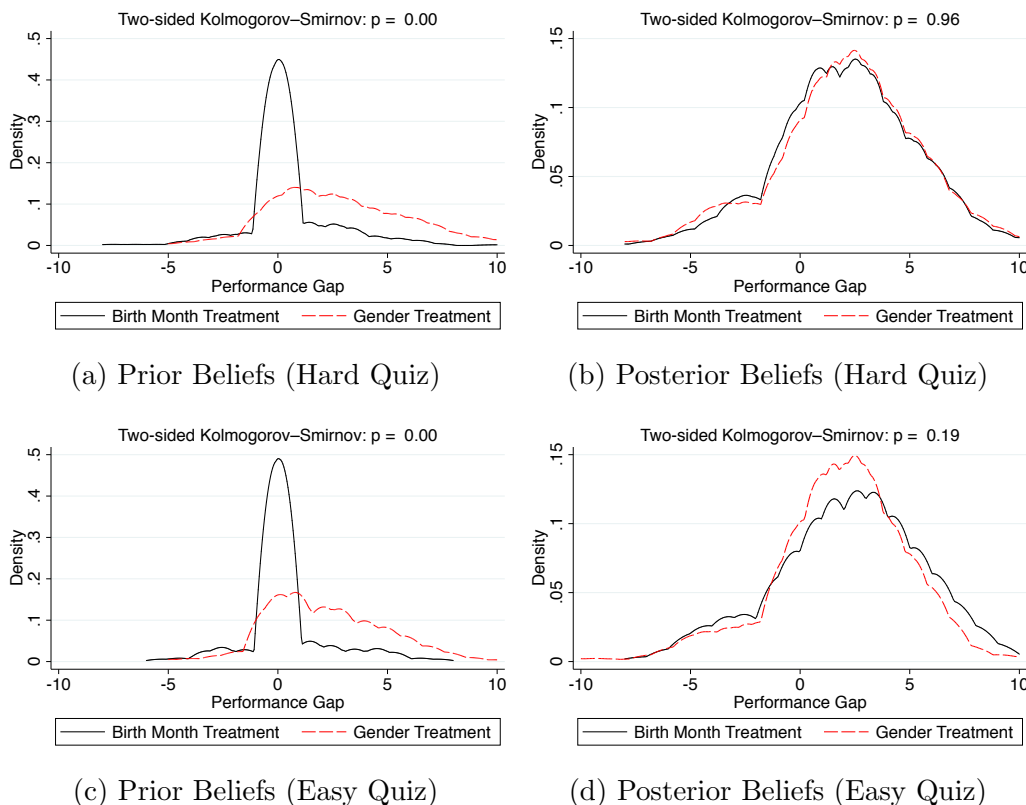 Two-sided Kolmogorov–Smirnov: p = 0.00
Density
0 .1 .2 .3 .4 .5
-10 -5 0 5 10
Performance Gap
Birth Month Treatment Gender Treatment
(a) Prior Beliefs (Hard Quiz)
Two-sided Kolmogorov–Smirnov: p = 0.96
Density
0 .05 .1 .15
-10 -5 0 5 10
Performance Gap
Birth Month Treatment Gender Treatment
(b) Posterior Beliefs (Hard Quiz)
Two-sided Kolmogorov–Smirnov: p = 0.00
Density
0 .1 .2 .3 .4 .5
-10 -5 0 5 10
Performance Gap
Birth Month Treatment Gender Treatment
(c) Prior Beliefs (Easy Quiz)
Two-sided Kolmogorov–Smirnov: p = 0.19
Density
0 .05 .1 .15
-10 -5 0 5 10
Performance Gap
Birth Month Treatment Gender Treatment
(d) Posterior Beliefs (Easy Quiz)